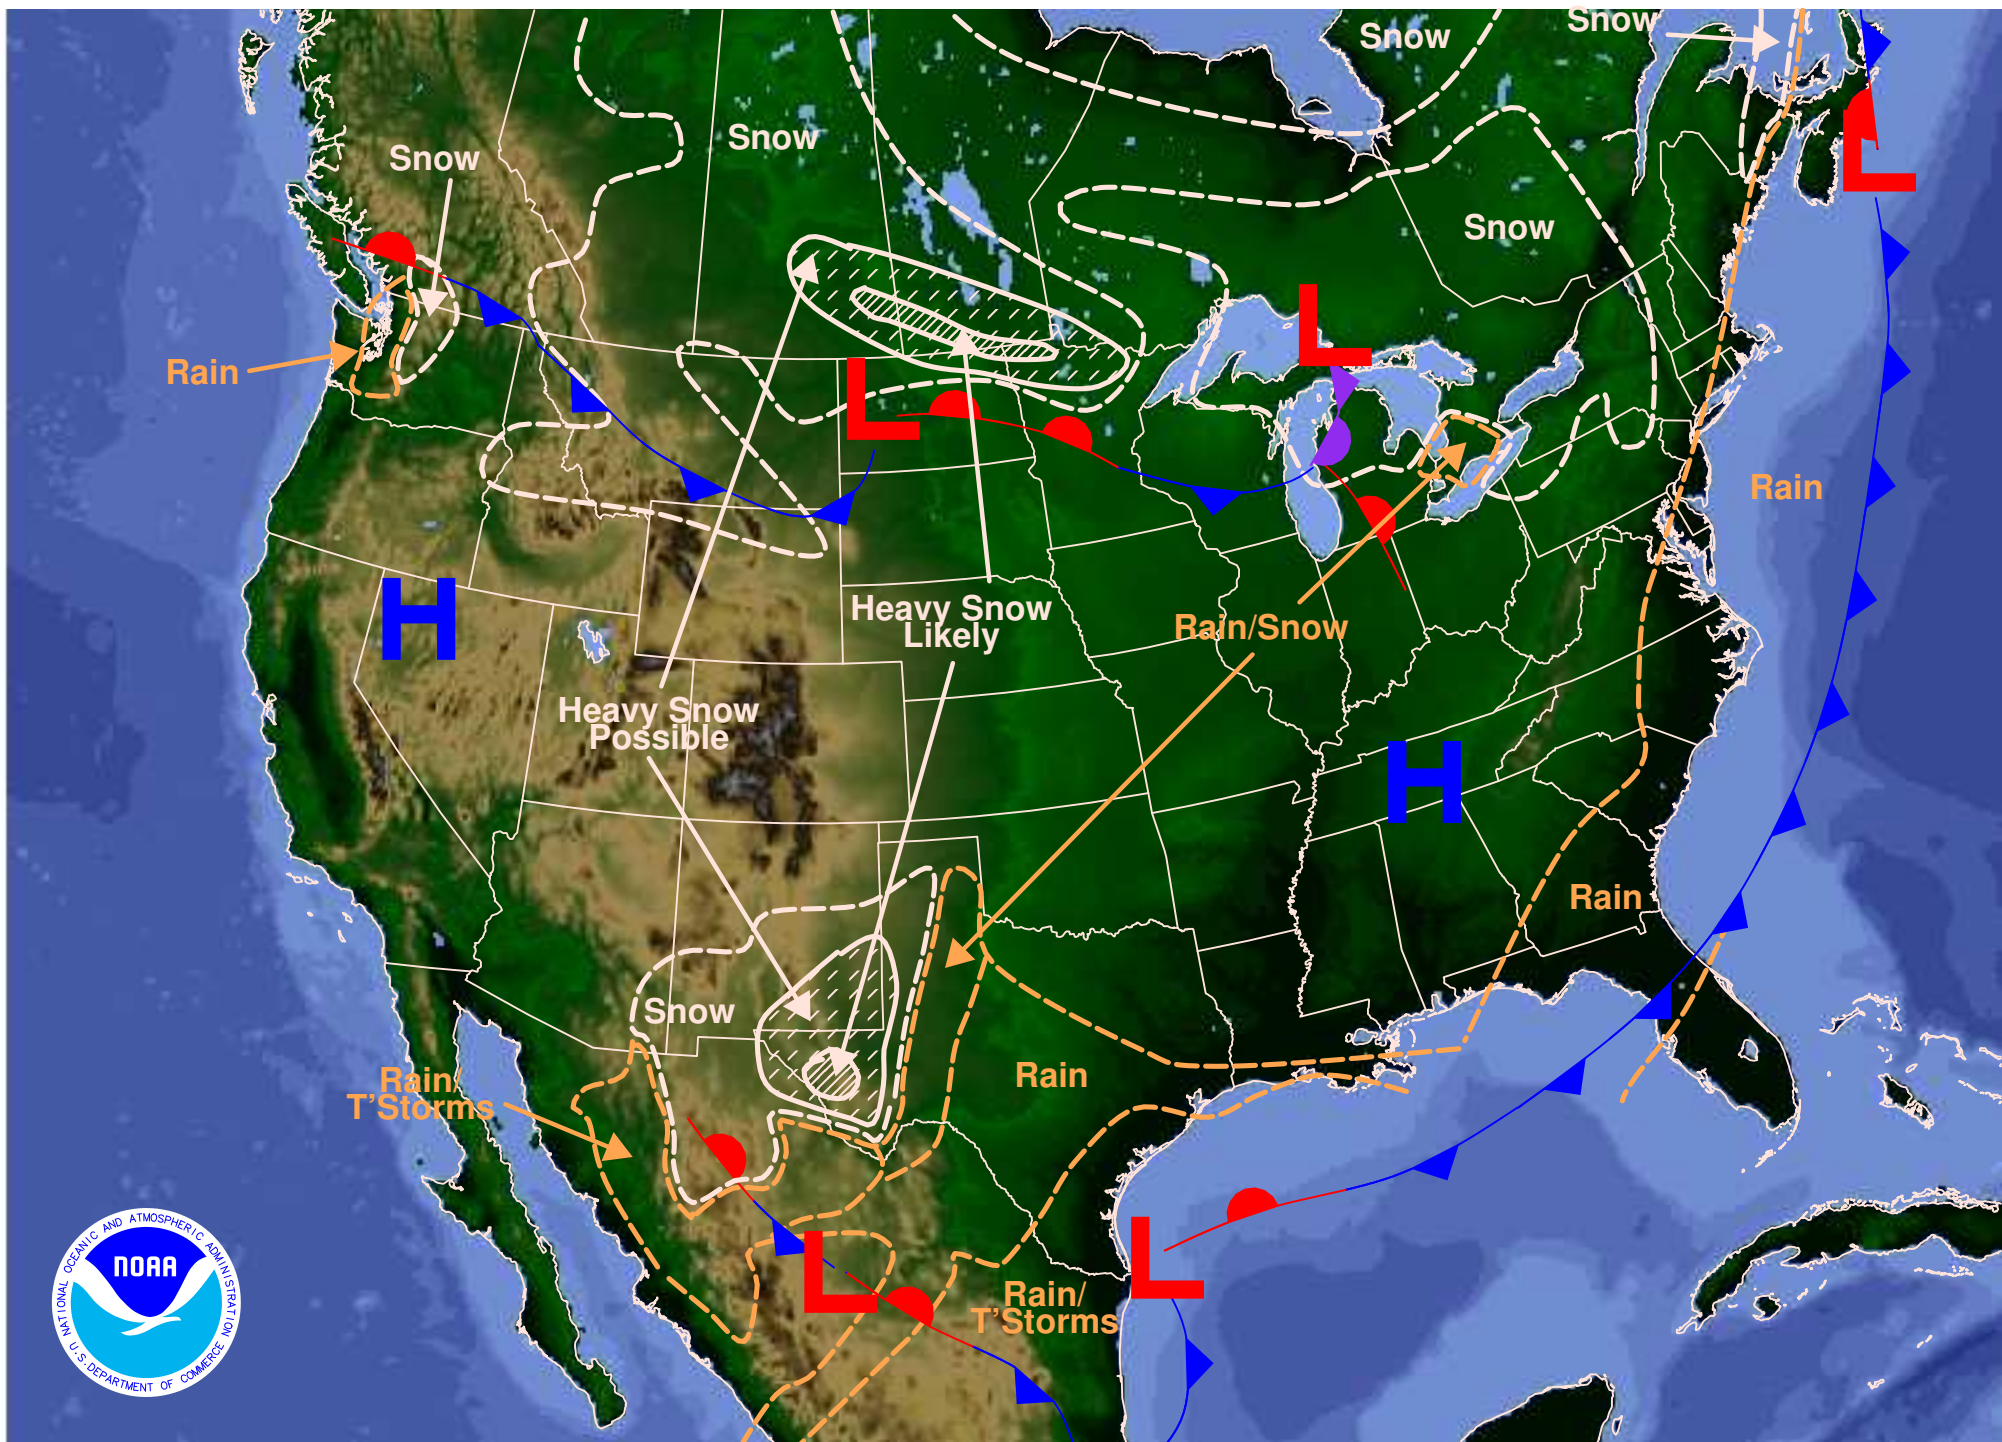 Snow
Snow
Snow
Snow
Snow
Rain
Rain
L
L
L
Heavy Snow
Likely
Rain/Snow
H
Heavy Snow
Possible
H
Rain
Snow
Rain
Rain/
T'Storms
L
L
Rain/
T'Storms
NATIONAL OCEANIC AND ATMOSPHERIC ADMINISTRATION
NOAA
U.S. DEPARTMENT OF COMMERCE